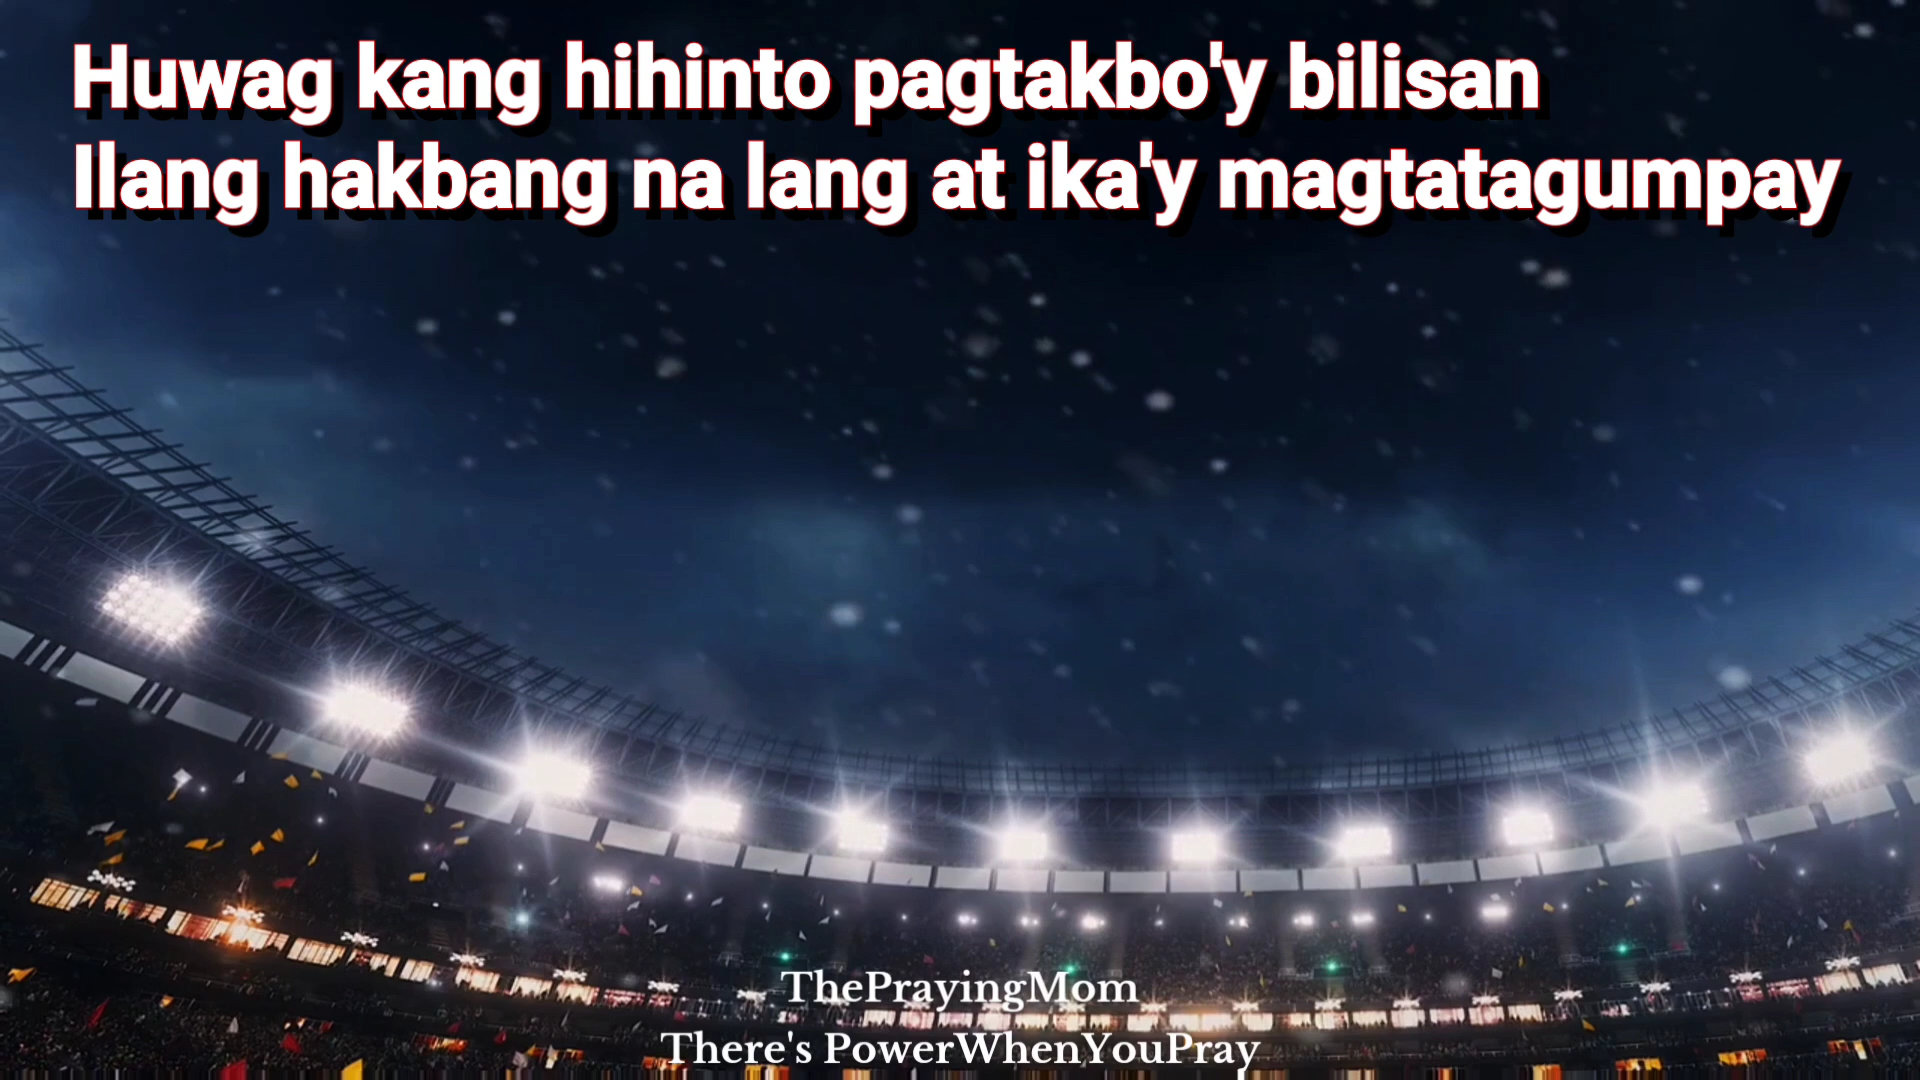 Huwag kang hihinto pagtakbo'y bilisan
Ilang hakbang na lang at ika'y magtatagumpay
ThePrayingMom
There's PowerWhenYouPray